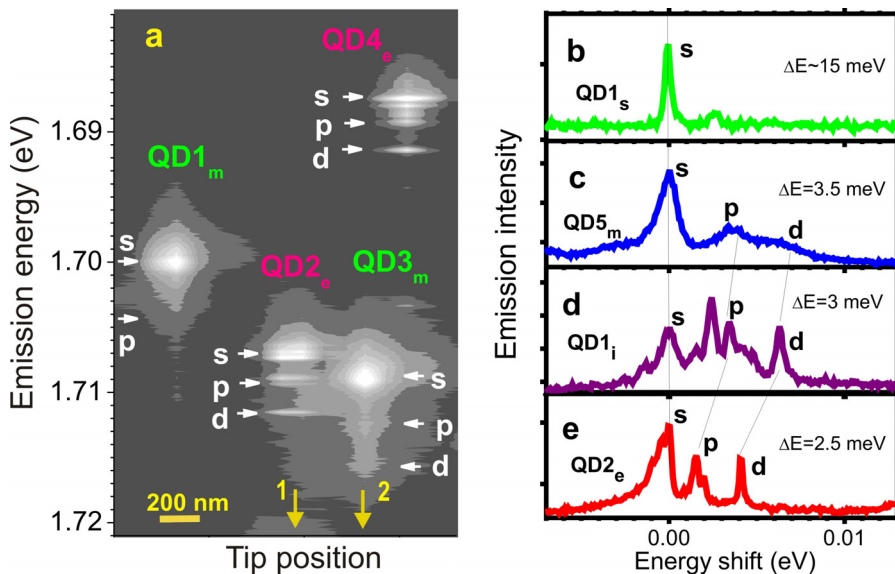 a
QD4e
s
p
d
QD1m
s
p
QD2e
QD3m
s
p
d
s
p
d
200 nm
1
2
1.69
1.70
1.71
1.72
Emission energy (eV)
Tip position
b
s
ΔE~15 meV
QD1s
c
s
ΔE=3.5 meV
QD5m
p
d
d
s
p
d
ΔE=3 meV
QD1i
e
s
p
d
ΔE=2.5 meV
QD2e
Emission intensity
0.00
0.01
Energy shift (eV)